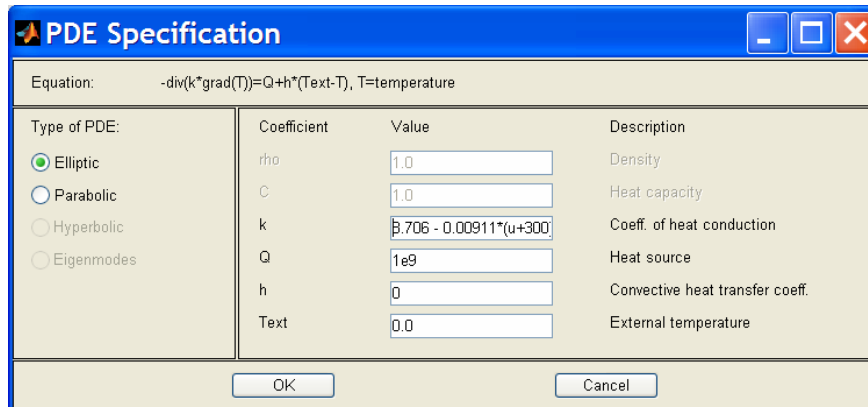 PDE Specification
Equation: -div(k*grad(T))=Q+h*(Text-T), T=temperature
Type of PDE:
Elliptic
Parabolic
Hyperbolic
Eigenmodes
Coefficient Value Description
rho 1.0 Density
C 1.0 Heat capacity
k 3.706 - 0.00911*(u+300) Coeff. of heat conduction
Q 1e9 Heat source
h 0 Convective heat transfer coeff.
Text 0.0 External temperature
OK Cancel